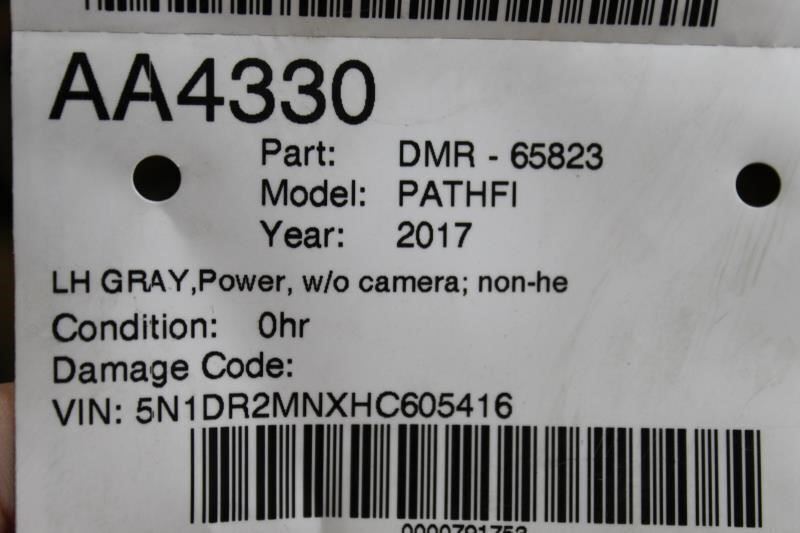 AA4330
Part: DMR - 65823
Model: PATHFI
Year: 2017
LH GRAY,Power, w/o camera; non-he
Condition: 0hr
Damage Code:
VIN: 5N1DR2MNXHC605416
0000791752